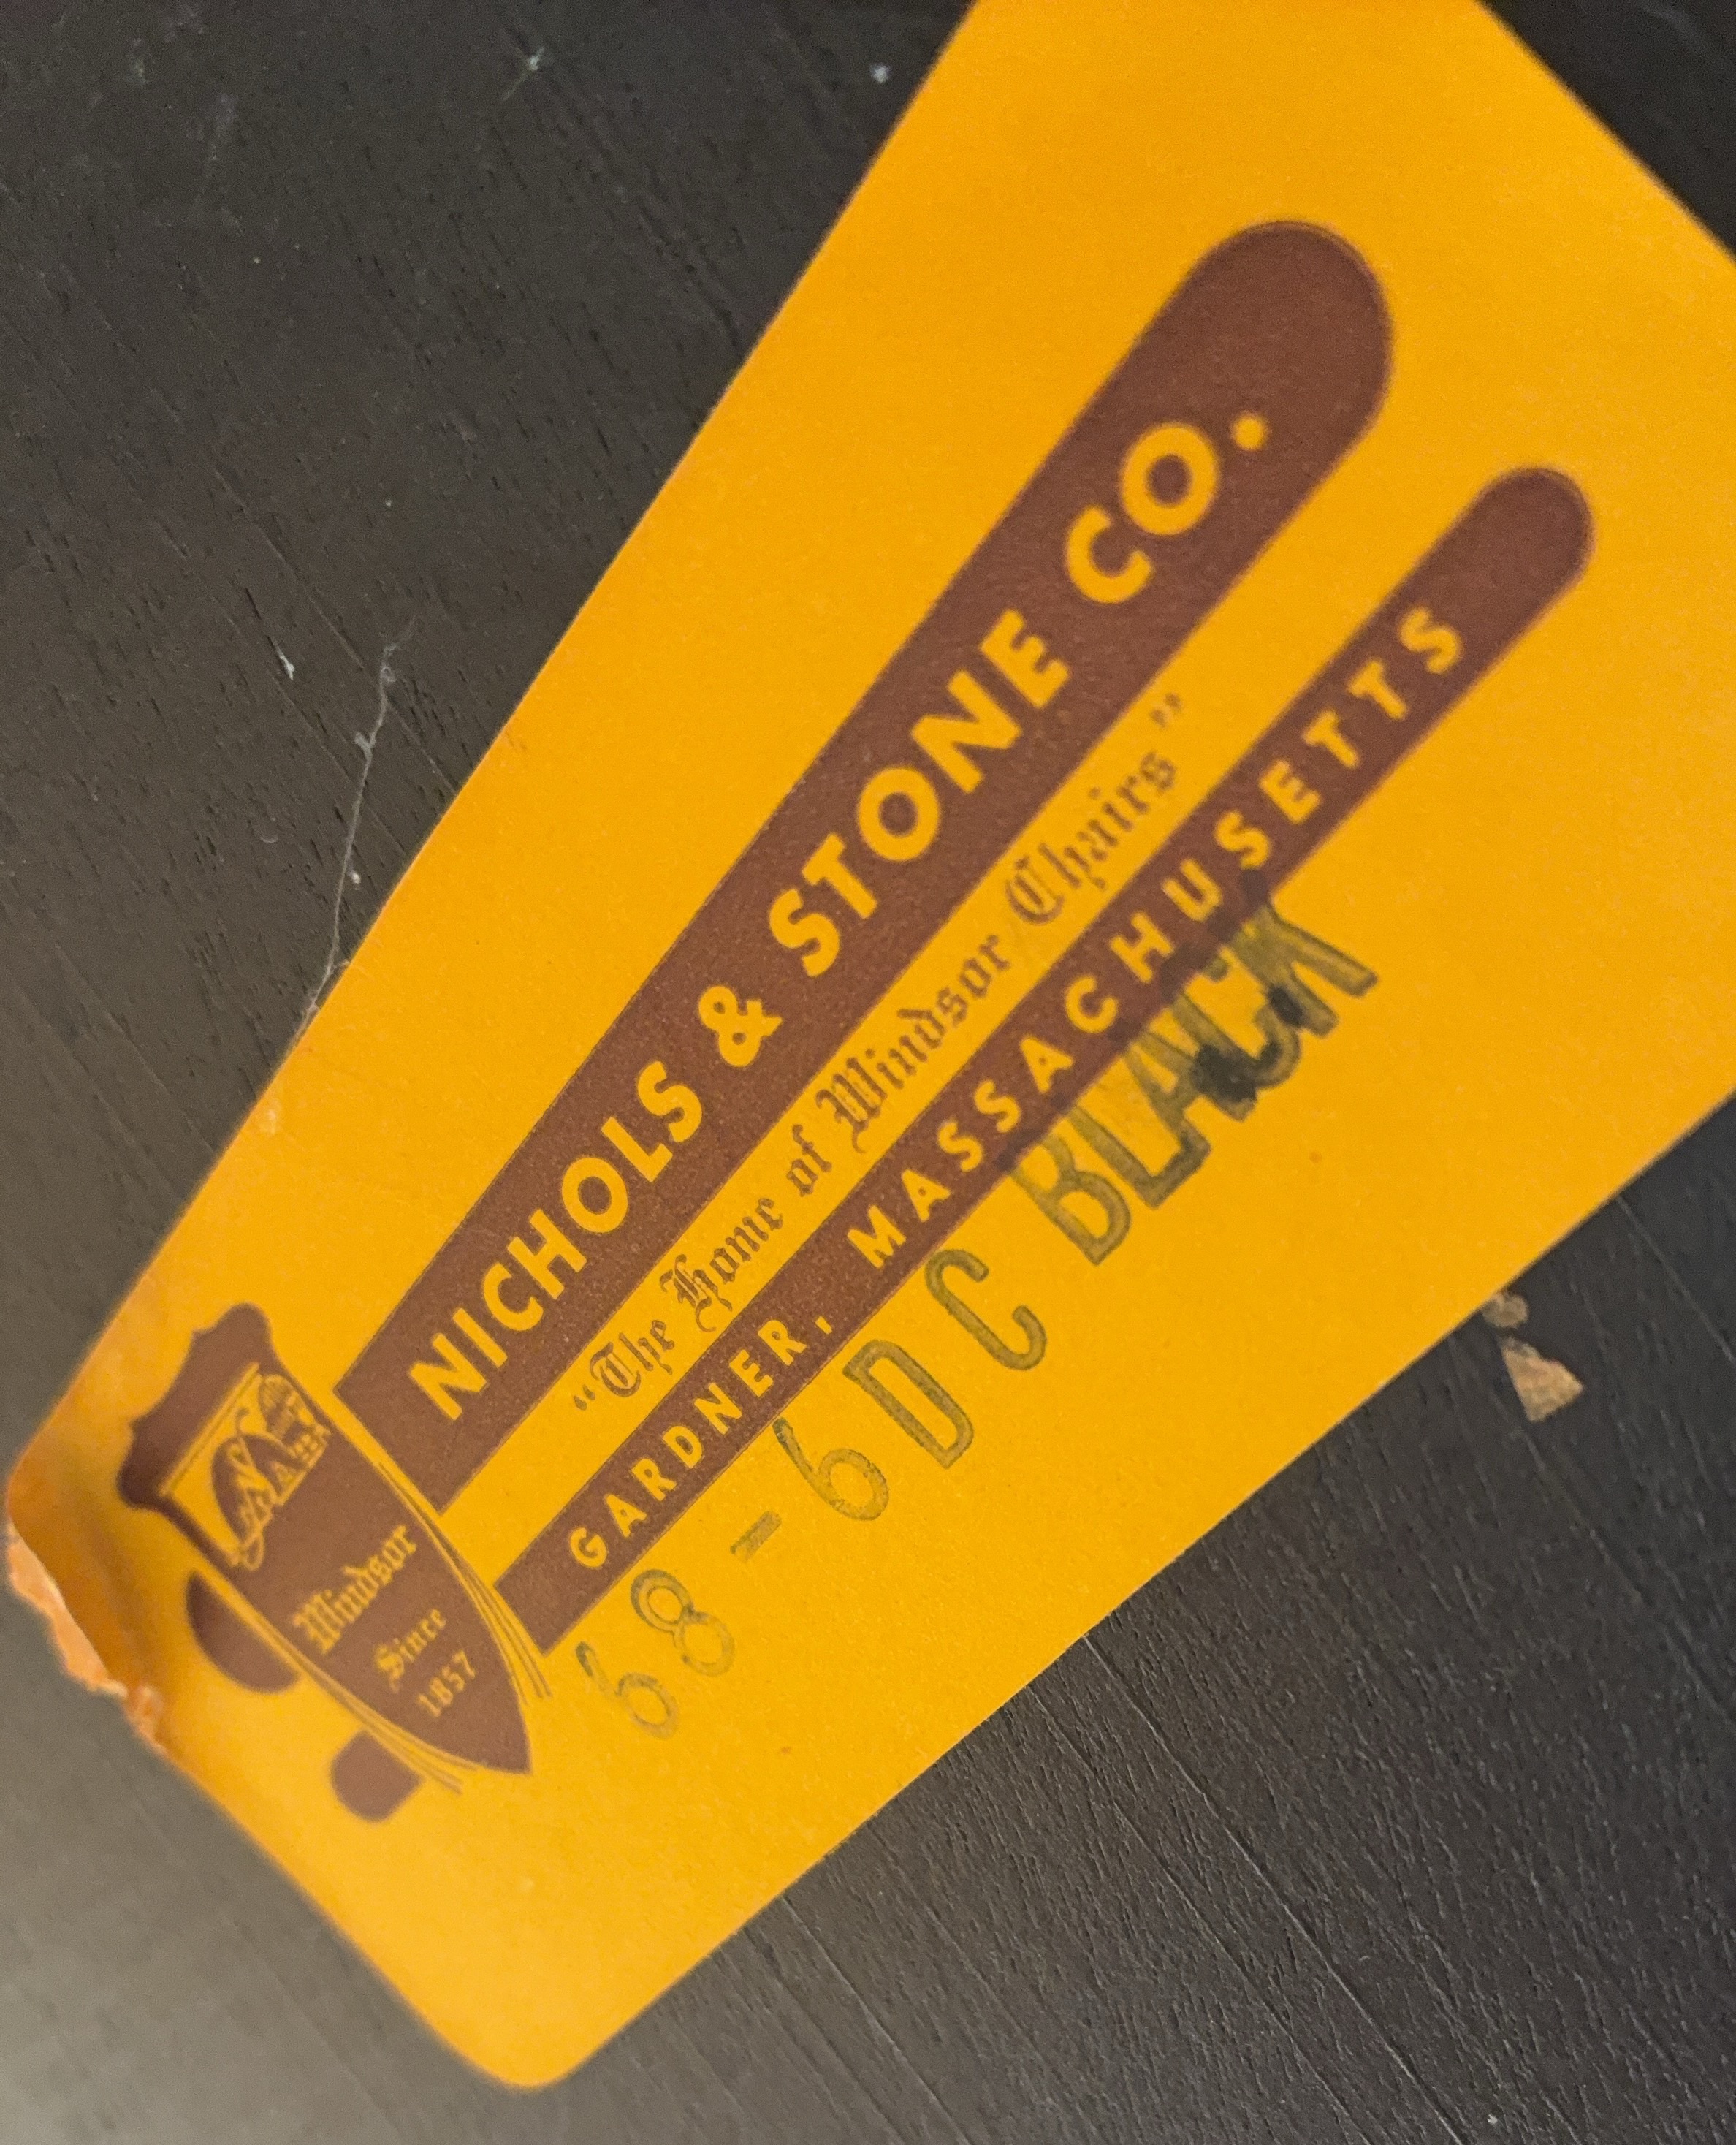 NICHOLS & STONE CO.
"The Home of Windsor Chairs"
GARDNER, MASSACHUSETTS
68-6DC BLACK
Windsor
Since
1857